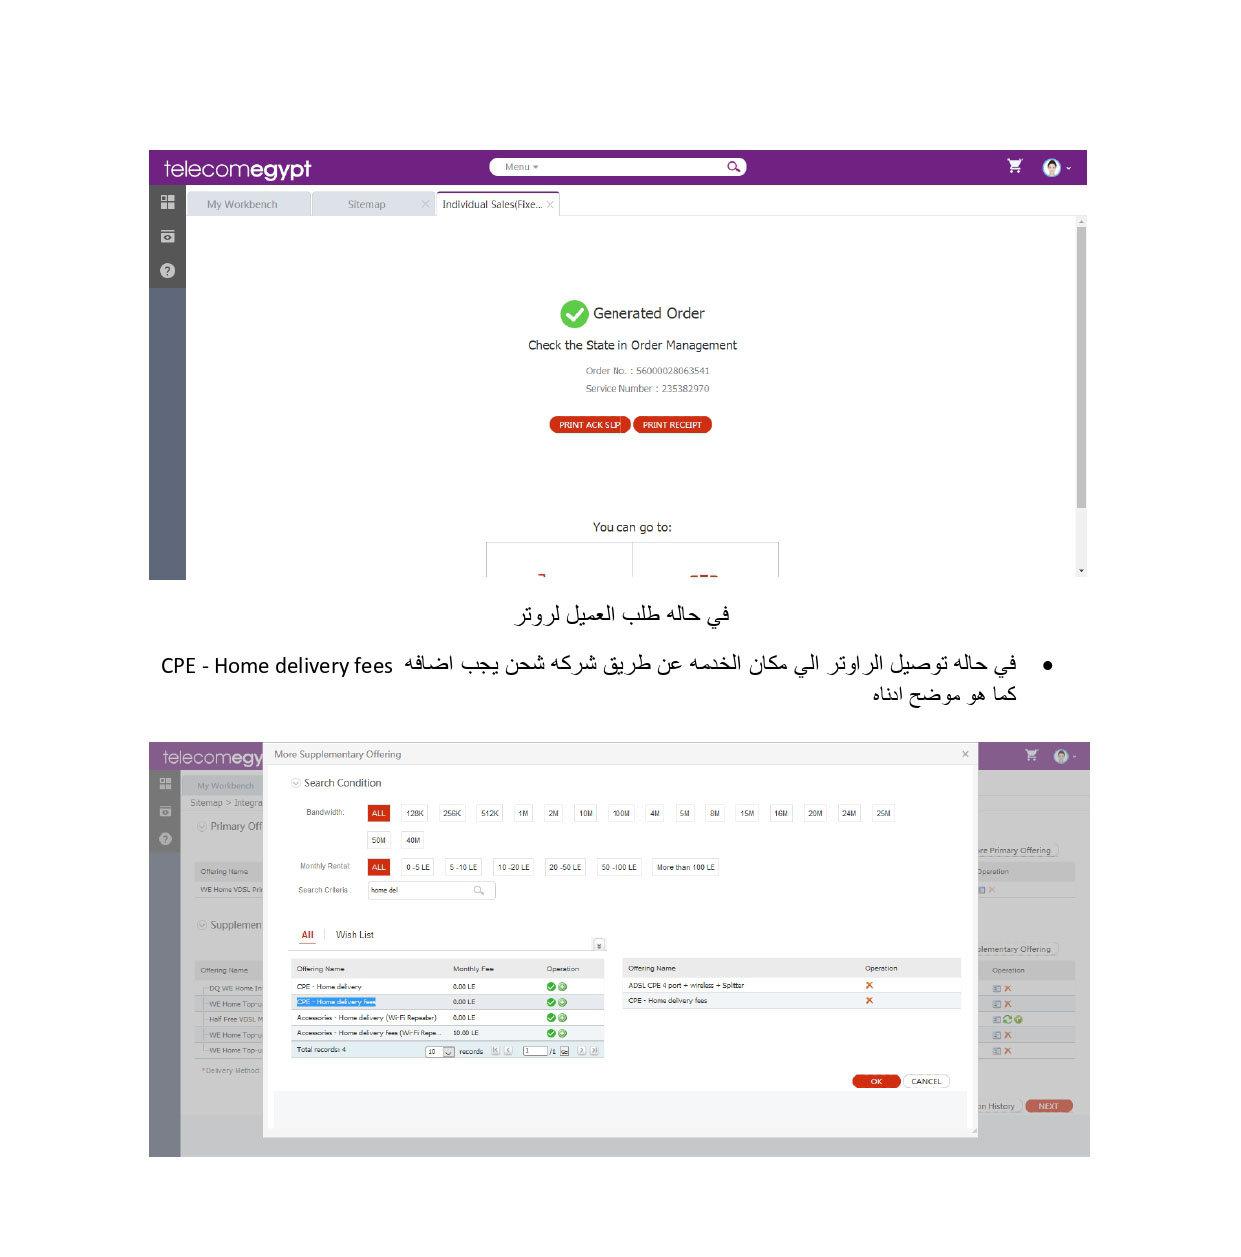 telecomegypt
Menu
My Workbench
Sitemap
Individual Sales(Fixe...
Generated Order
Check the State in Order Management
Order No. : 56000028063541
Service Number : 235382970
PRINT ACK SLIP
PRINT RECEIPT
You can go to:
في حاله طلب العميل لروتر
• في حاله توصيل الراوتر الي مكان الخدمه عن طريق شركه شحن يجب اضافه CPE - Home delivery fees
كما هو موضح ادناه
telecomegy
More Supplementary Offering
My Workbench
Sitemap > Integra
Search Condition
Primary Off
Bandwidth: ALL 128K 256K 512K 1M 2M 10M 100M 4M 5M 8M 15M 16M 20M 24M 25M
50M 40M
re Primary Offering
Monthly Rental: ALL 0 -5 LE 5 -10 LE 10 -20 LE 20 -50 LE 50 -100 LE More than 100 LE
Offering Name
Operation
Search Criteria : home del
WE Home VDSL Pri
Supplemen
All Wish List
plementary Offering
Offering Name Monthly Fee Operation
Offering Name Operation
Offering Name
Operation
CPE - Home delivery 0.00 LE
CPE - Home delivery fees 0.00 LE
Accessories - Home delivery (Wi-Fi Repeater) 0.00 LE
Accessories - Home delivery fees (Wi-Fi Repe... 10.00 LE
Total records: 4 10 records 1 /1 Go
ADSL CPE 4 port + wireless + Splitter
CPE - Home delivery fees
DQ WE Home In
WE Home Top-u
Half Free VDSL M
WE Home Top-u
WE Home Top-u
*Delivery Method:
OK CANCEL
on History
NEXT